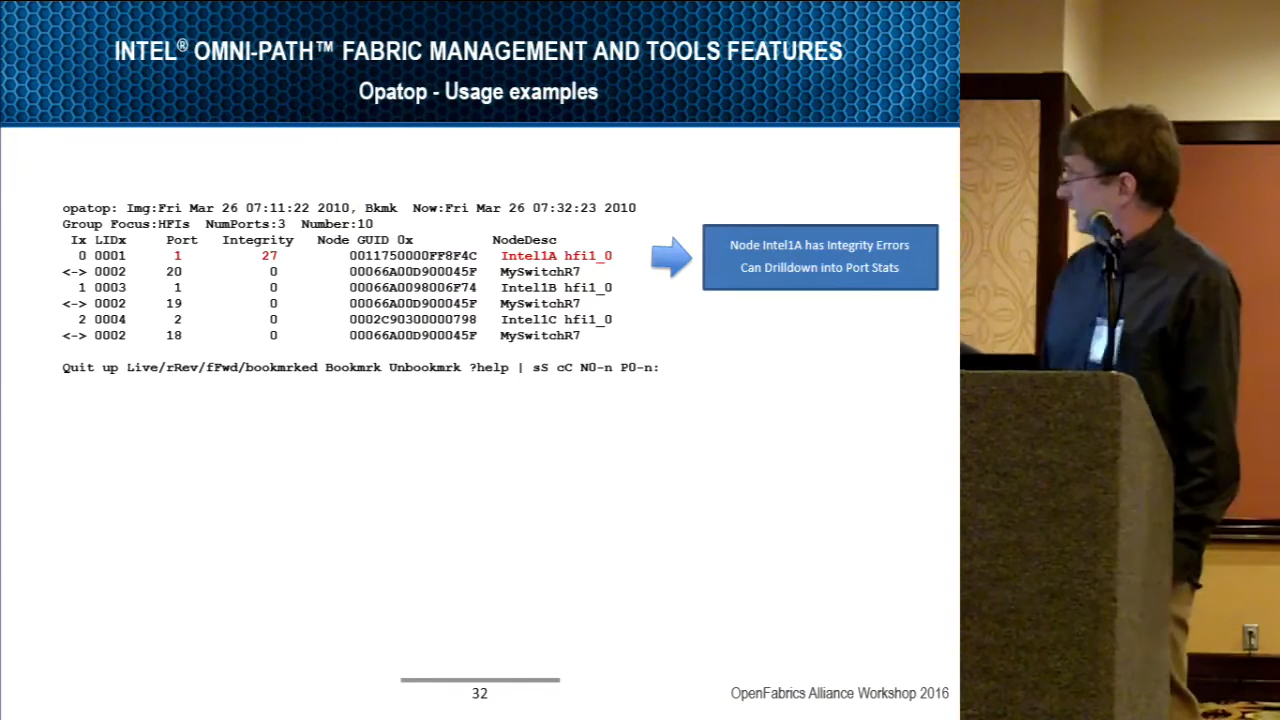 INTEL® OMNI-PATH™ FABRIC MANAGEMENT AND TOOLS FEATURES
Opatop - Usage examples
opatop: Img:Fri Mar 26 07:11:22 2010, Bkmk  Now:Fri Mar 26 07:32:23 2010
Group Focus:HFIs  NumPorts:3  Number:10
Ix LIDx Port Integrity Node GUID 0x NodeDesc
0 0001 1 27 0011750000FF8F4C Intel1A hfi1_0
<-> 0002 20 0 00066A00D900045F MySwitchR7
1 0003 1 0 00066A0098006F74 Intel1B hfi1_0
<-> 0002 19 0 00066A00D900045F MySwitchR7
2 0004 2 0 0002C90300000798 Intel1C hfi1_0
<-> 0002 18 0 00066A00D900045F MySwitchR7
Quit up Live/rRev/fFwd/bookmrked Bookmrk Unbookmrk ?help | sS cC N0-n P0-n:
Node Intel1A has Integrity Errors
Can Drilldown into Port Stats
32
OpenFabrics Alliance Workshop 2016